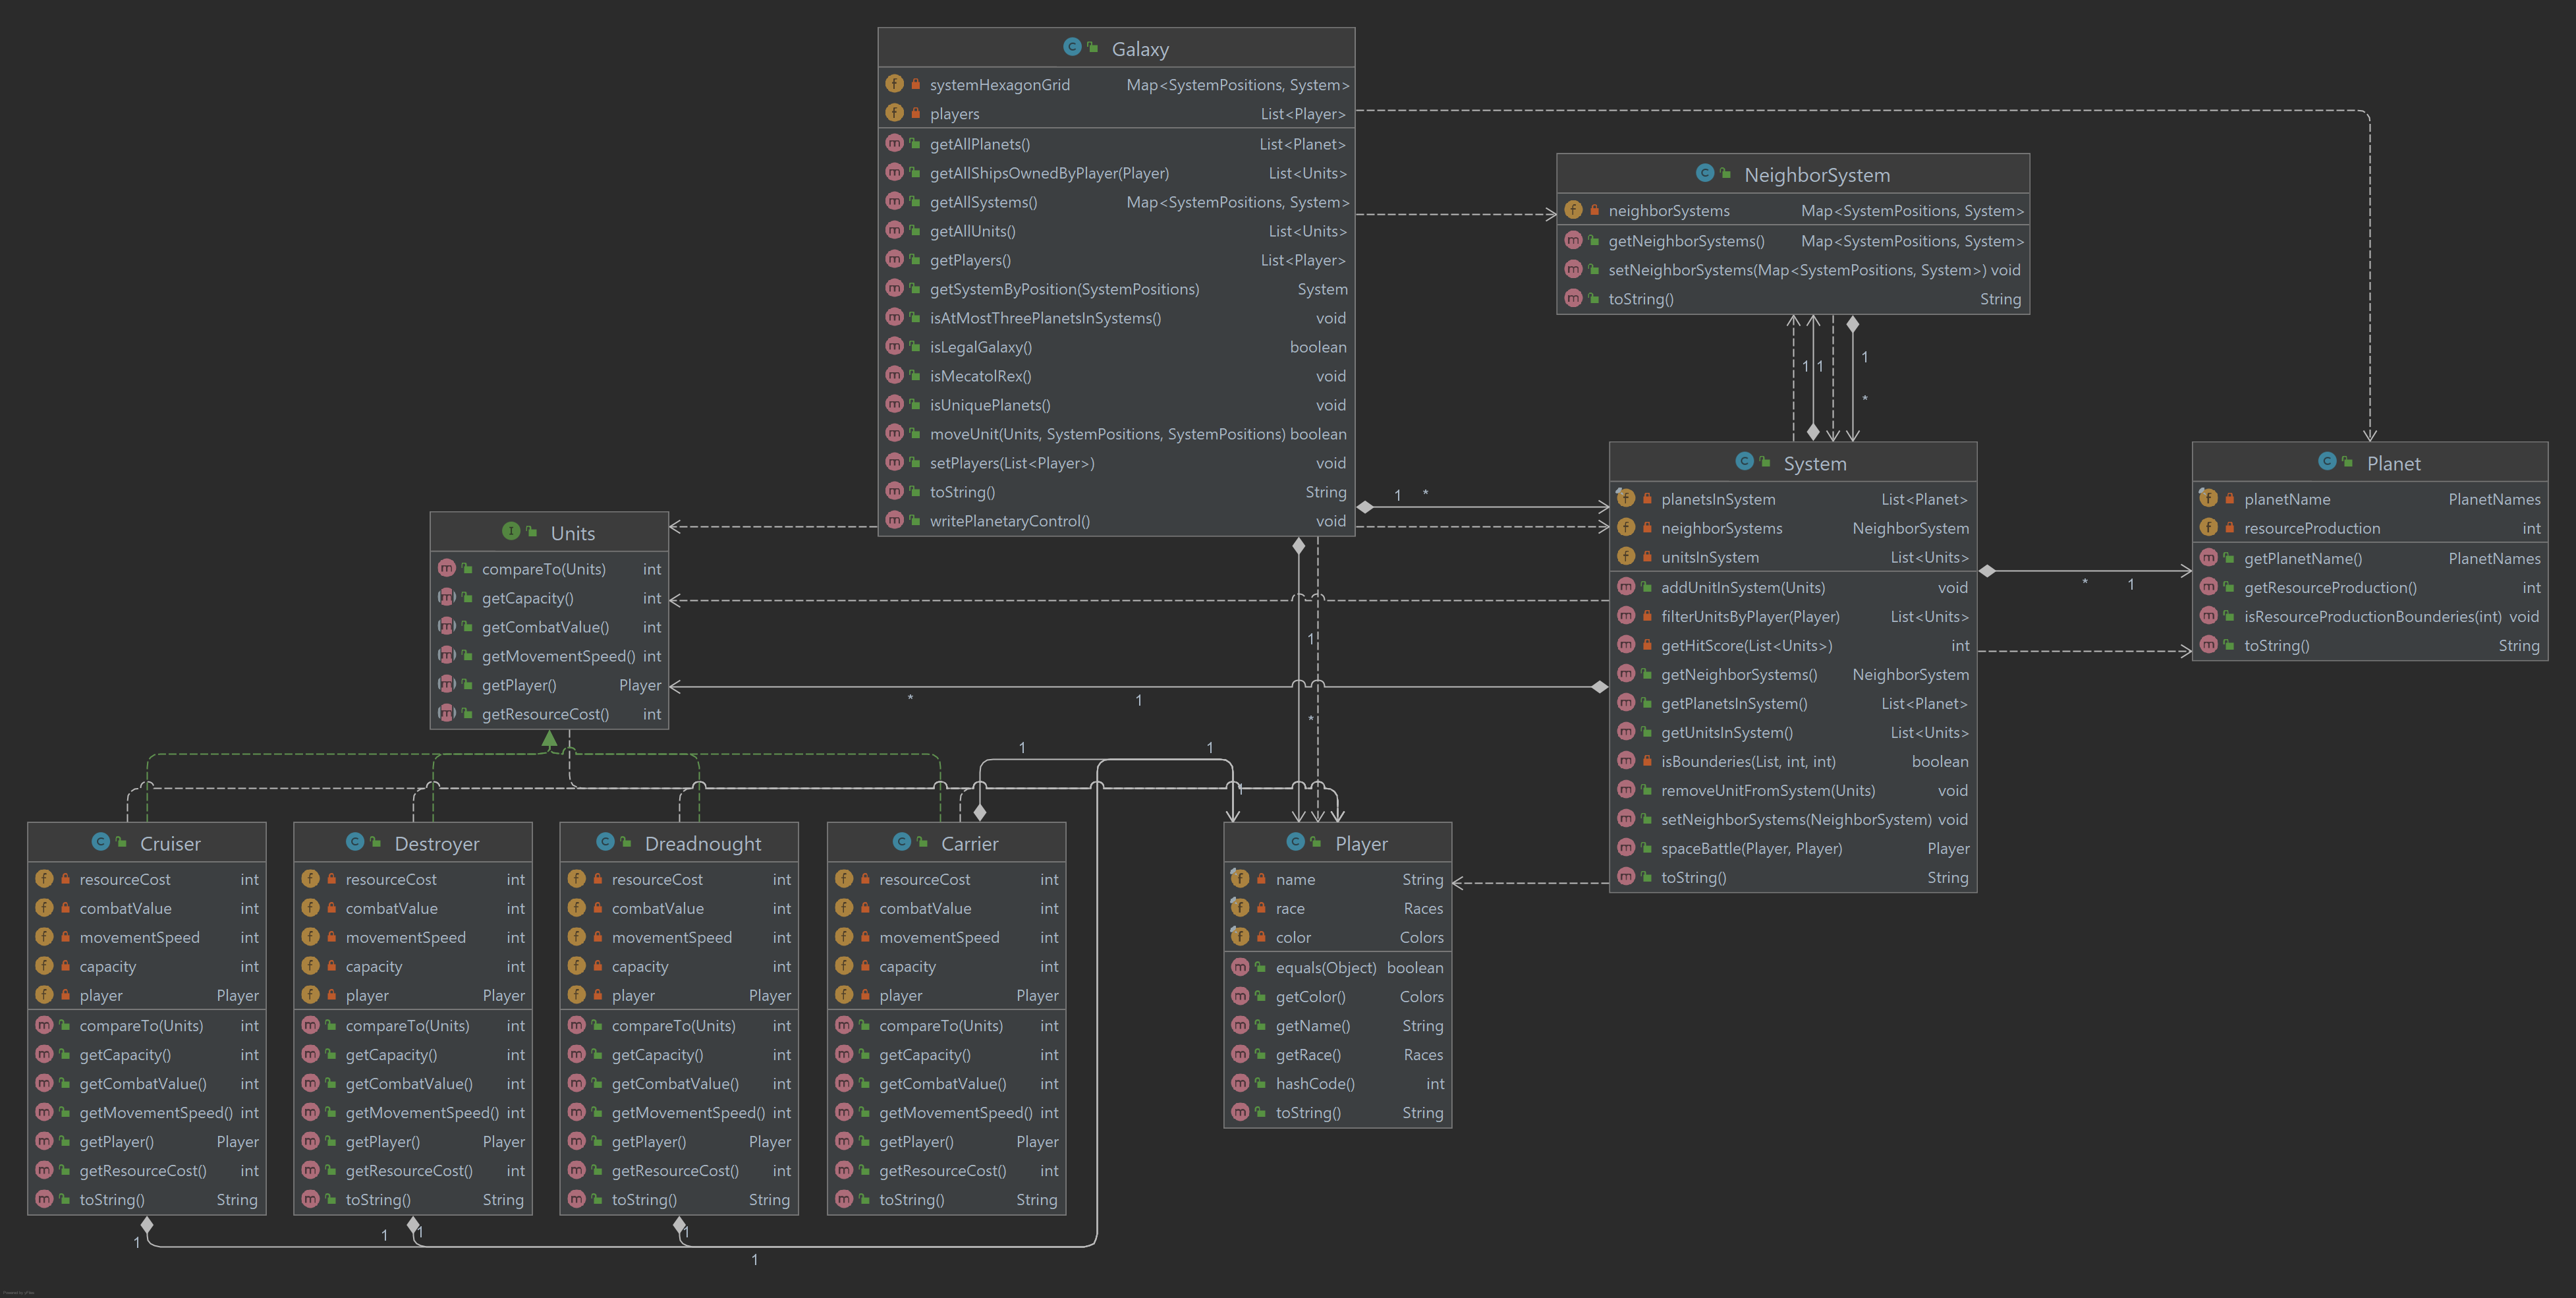 Galaxy
systemHexagonGrid Map<SystemPositions, System>
players List<Player>
getAllPlanets() List<Planet>
getAllShipsOwnedByPlayer(Player) List<Units>
getAllSystems() Map<SystemPositions, System>
getAllUnits() List<Units>
getPlayers() List<Player>
getSystemByPosition(SystemPositions) System
isAtMostThreePlanetsInSystems() void
isLegalGalaxy() boolean
isMecatolRex() void
isUniquePlanets() void
moveUnit(Units, SystemPositions, SystemPositions) boolean
setPlayers(List<Player>) void
toString() String
writePlanetaryControl() void
NeighborSystem
neighborSystems Map<SystemPositions, System>
getNeighborSystems() Map<SystemPositions, System>
setNeighborSystems(Map<SystemPositions, System>) void
toString() String
1
1 1
*
System
planetsInSystem List<Planet>
neighborSystems NeighborSystem
unitsInSystem List<Units>
addUnitInSystem(Units) void
filterUnitsByPlayer(Player) List<Units>
getHitScore(List<Units>) int
getNeighborSystems() NeighborSystem
getPlanetsInSystem() List<Planet>
getUnitsInSystem() List<Units>
isBounderies(List, int, int) boolean
removeUnitFromSystem(Units) void
setNeighborSystems(NeighborSystem) void
spaceBattle(Player, Player) Player
toString() String
Planet
planetName PlanetNames
resourceProduction int
getPlanetName() PlanetNames
getResourceProduction() int
isResourceProductionBounderies(int) void
toString() String
1 *
* 1
Units
compareTo(Units) int
getCapacity() int
getCombatValue() int
getMovementSpeed() int
getPlayer() Player
getResourceCost() int
1
* 1
*
1 1
1
Cruiser
resourceCost int
combatValue int
movementSpeed int
capacity int
player Player
compareTo(Units) int
getCapacity() int
getCombatValue() int
getMovementSpeed() int
getPlayer() Player
getResourceCost() int
toString() String
Destroyer
resourceCost int
combatValue int
movementSpeed int
capacity int
player Player
compareTo(Units) int
getCapacity() int
getCombatValue() int
getMovementSpeed() int
getPlayer() Player
getResourceCost() int
toString() String
Dreadnought
resourceCost int
combatValue int
movementSpeed int
capacity int
player Player
compareTo(Units) int
getCapacity() int
getCombatValue() int
getMovementSpeed() int
getPlayer() Player
getResourceCost() int
toString() String
Carrier
resourceCost int
combatValue int
movementSpeed int
capacity int
player Player
compareTo(Units) int
getCapacity() int
getCombatValue() int
getMovementSpeed() int
getPlayer() Player
getResourceCost() int
toString() String
Player
name String
race Races
color Colors
equals(Object) boolean
getColor() Colors
getName() String
getRace() Races
hashCode() int
toString() String
1 1 1 1
1